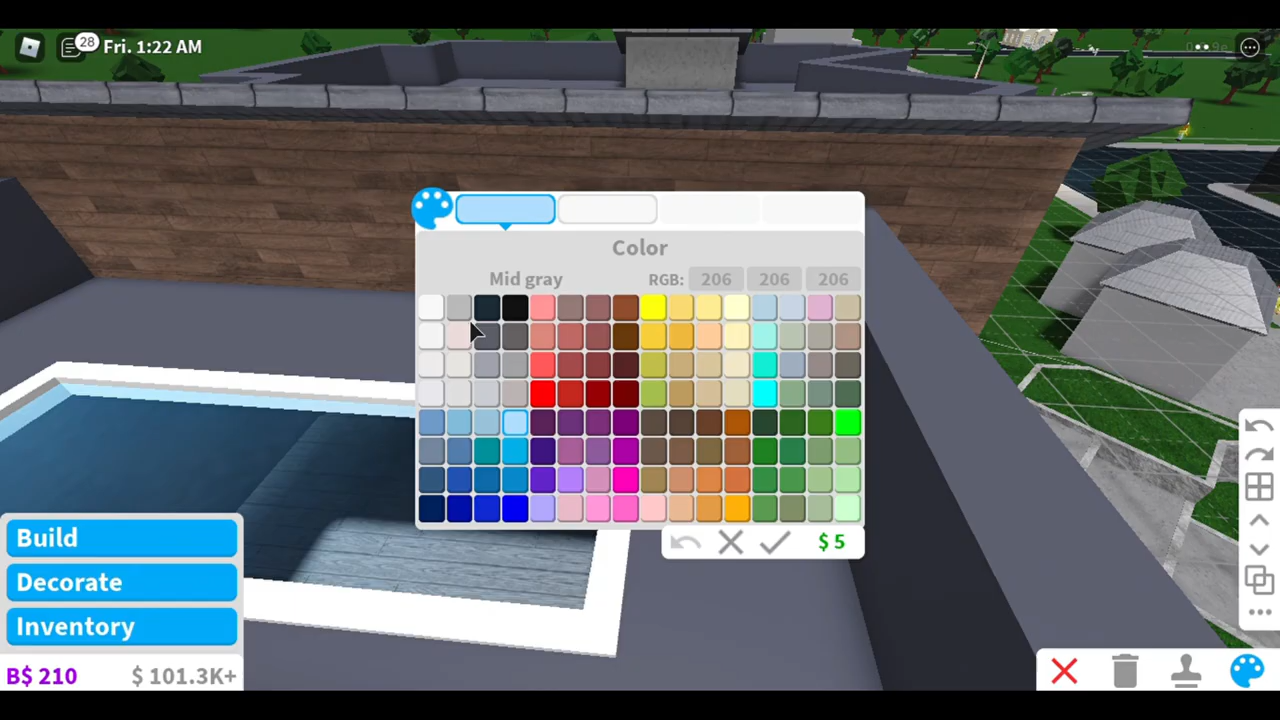 28 Fri. 1:22 AM
Color
Mid gray RGB: 206 206 206
$ 5
Build
Decorate
Inventory
B$ 210 $ 101.3K+